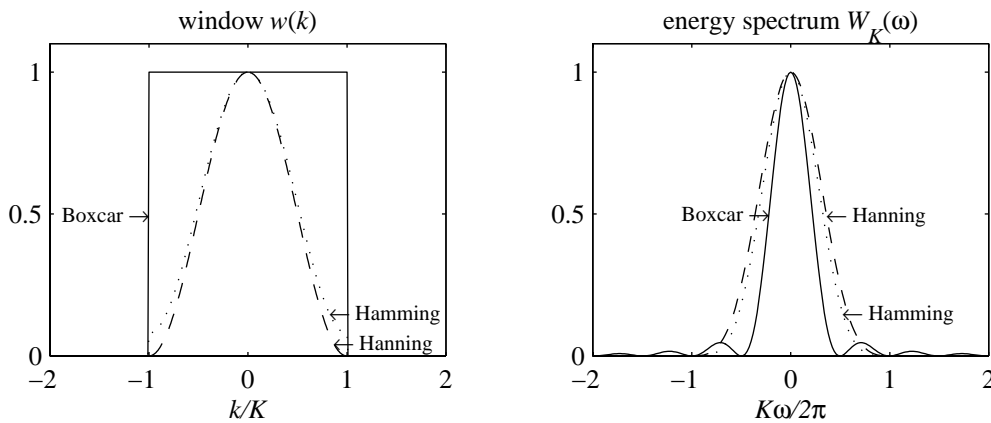 window w(k)
1
0.5
0
−2
−1
0
1
2
k/K
Boxcar
Hamming
Hanning
energy spectrum W_K(ω)
1
0.5
0
−2
−1
0
1
2
Kω/2π
Boxcar
Hanning
Hamming